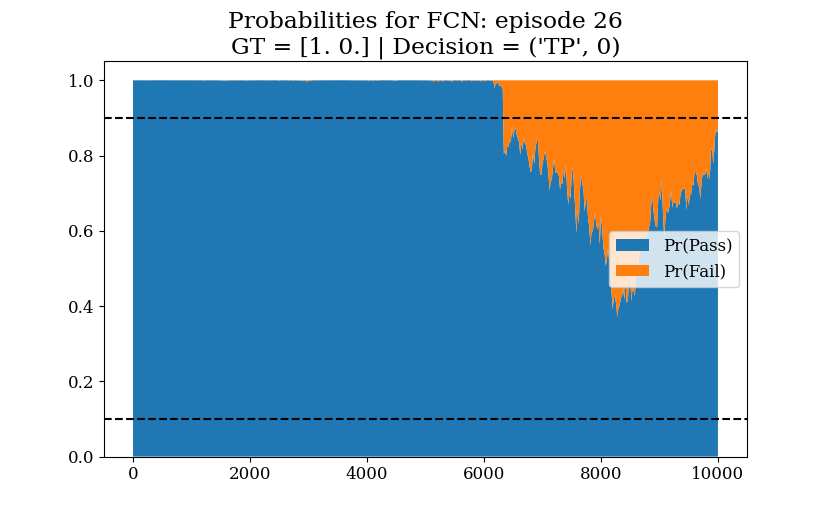 Probabilities for FCN: episode 26
GT = [1. 0.] | Decision = ('TP', 0)
1.0
0.8
0.6
0.4
0.2
0.0
Pr(Pass)
Pr(Fail)
0 2000 4000 6000 8000 10000